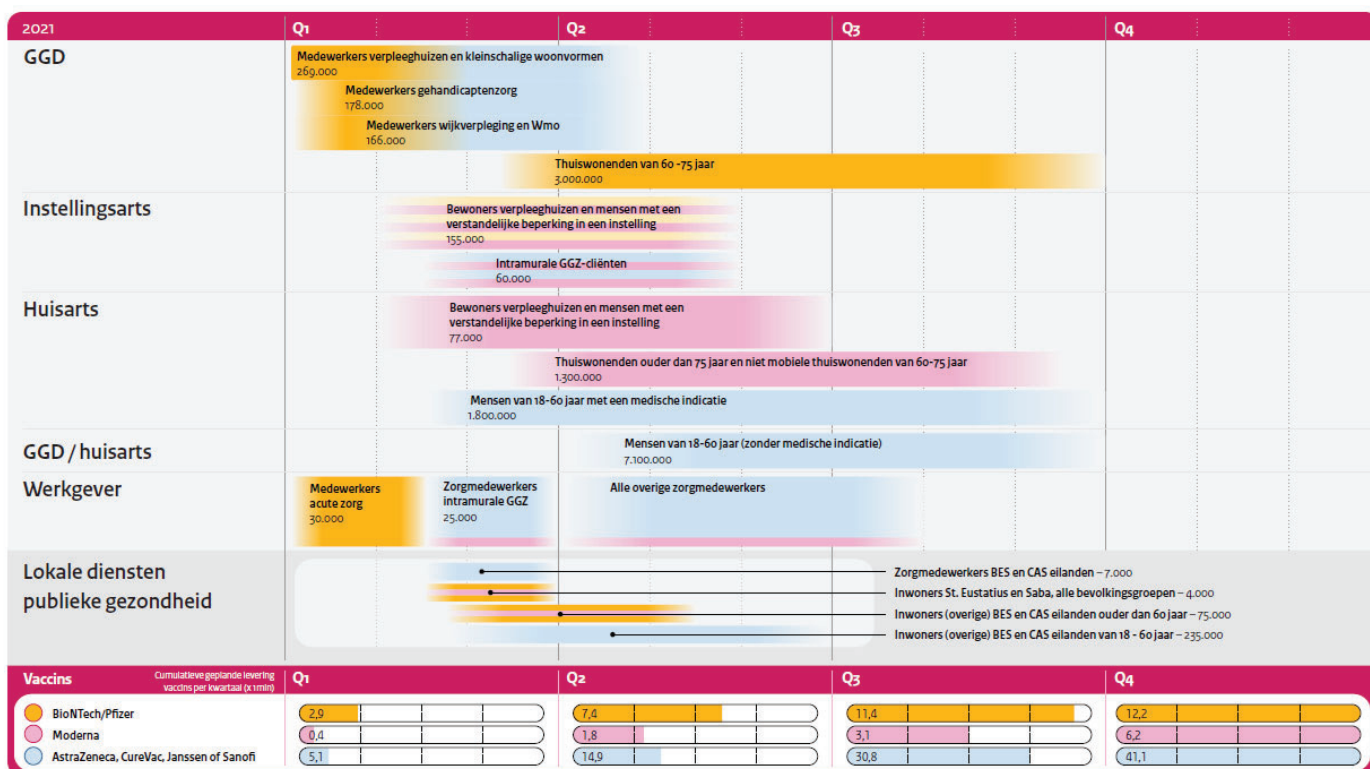 2021 Q1 Q2 Q3 Q4
GGD
Medewerkers verpleeghuizen en kleinschalige woonvormen
269.000
Medewerkers gehandicaptenzorg
178.000
Medewerkers wijkverpleging en Wmo
166.000
Thuiswonenden van 60 -75 jaar
3.000.000
Instellingsarts
Bewoners verpleeghuizen en mensen met een
verstandelijke beperking in een instelling
155.000
Intramurale GGZ-cliënten
60.000
Huisarts
Bewoners verpleeghuizen en mensen met een
verstandelijke beperking in een instelling
77.000
Thuiswonenden ouder dan 75 jaar en niet mobiele thuiswonenden van 60-75 jaar
1.300.000
Mensen van 18-60 jaar met een medische indicatie
1.800.000
GGD / huisarts
Mensen van 18-60 jaar (zonder medische indicatie)
7.100.000
Werkgever
Medewerkers
acute zorg
30.000
Zorgmedewerkers
intramurale GGZ
25.000
Alle overige zorgmedewerkers
Lokale diensten
publieke gezondheid
Zorgmedewerkers BES en CAS eilanden – 7.000
Inwoners St. Eustatius en Saba, alle bevolkingsgroepen – 4.000
Inwoners (overige) BES en CAS eilanden ouder dan 60 jaar – 75.000
Inwoners (overige) BES en CAS eilanden van 18 - 60 jaar – 235.000
Vaccins
Cumulatieve geplande levering
vaccins per kwartaal (x 1 min)
Q1 Q2 Q3 Q4
BioNTech/Pfizer 2,9 7,4 11,4 12,2
Moderna 0,4 1,8 3,1 6,2
AstraZeneca, CureVac, Janssen of Sanofi 5,1 14,9 30,8 41,1